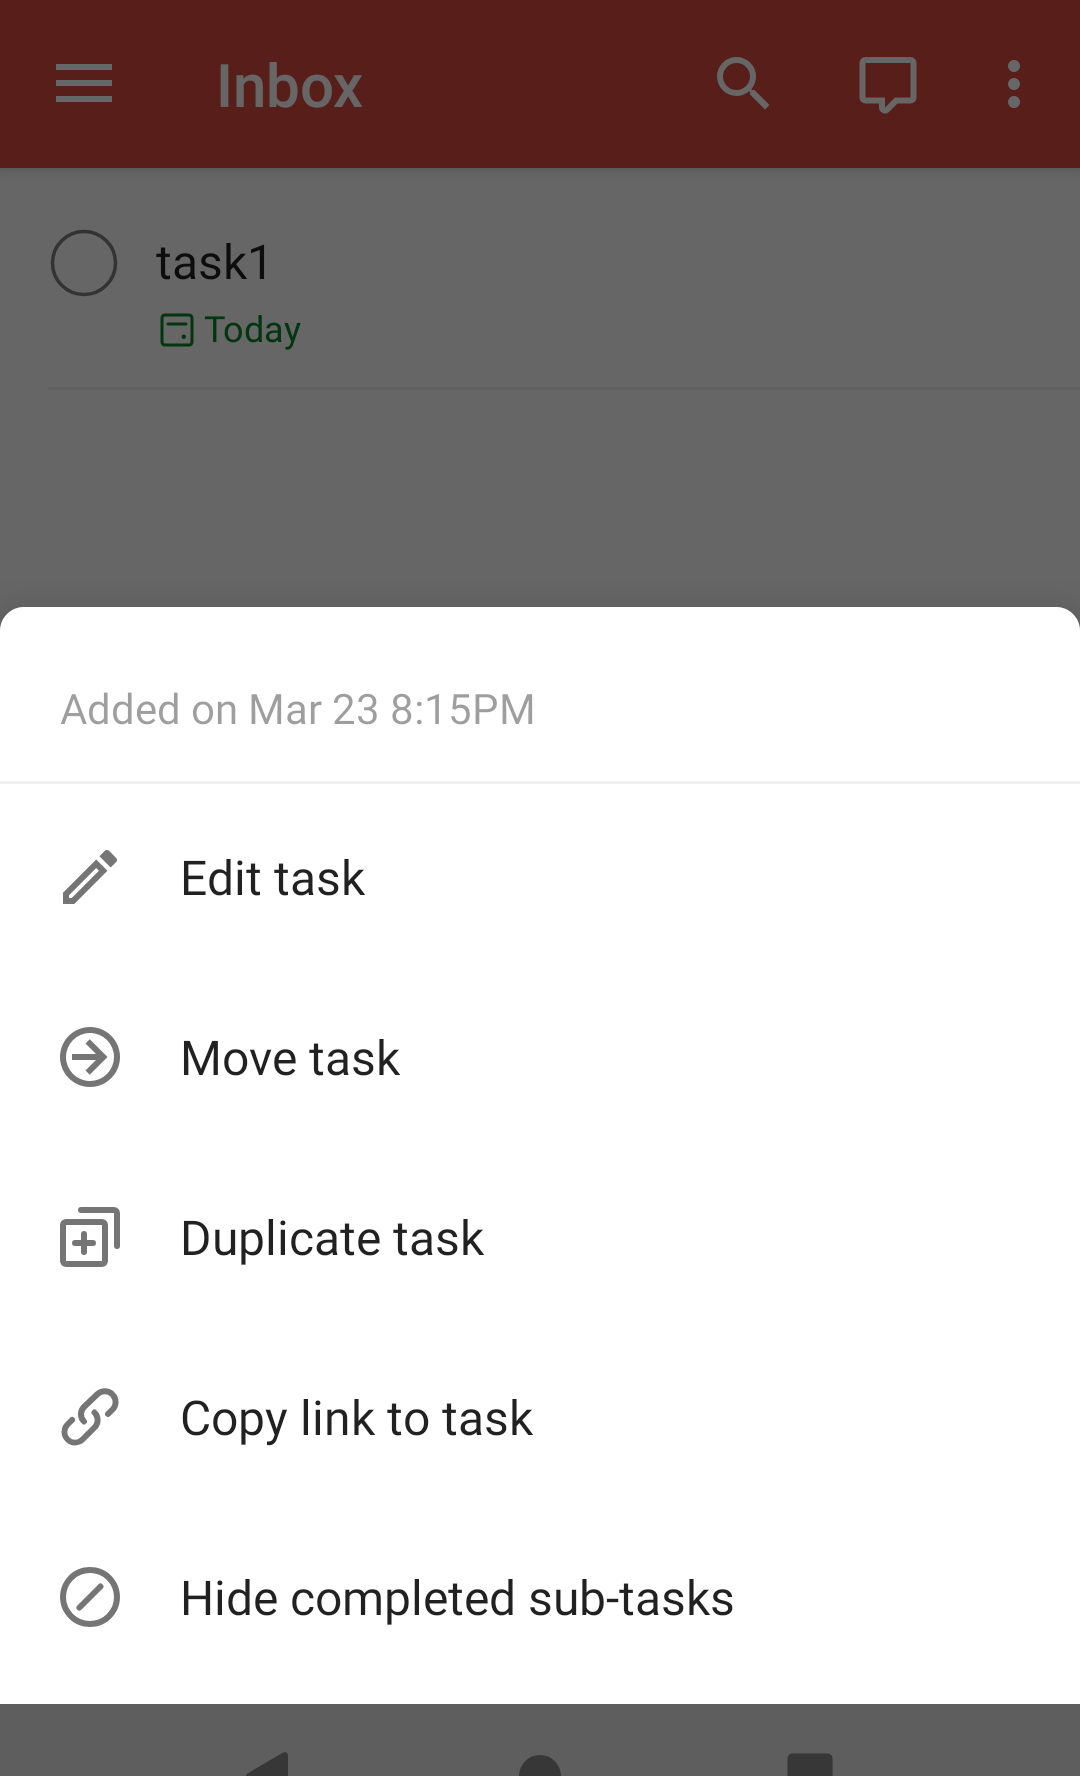 Inbox
task1
Today
Added on Mar 23 8:15PM
Edit task
Move task
Duplicate task
Copy link to task
Hide completed sub-tasks